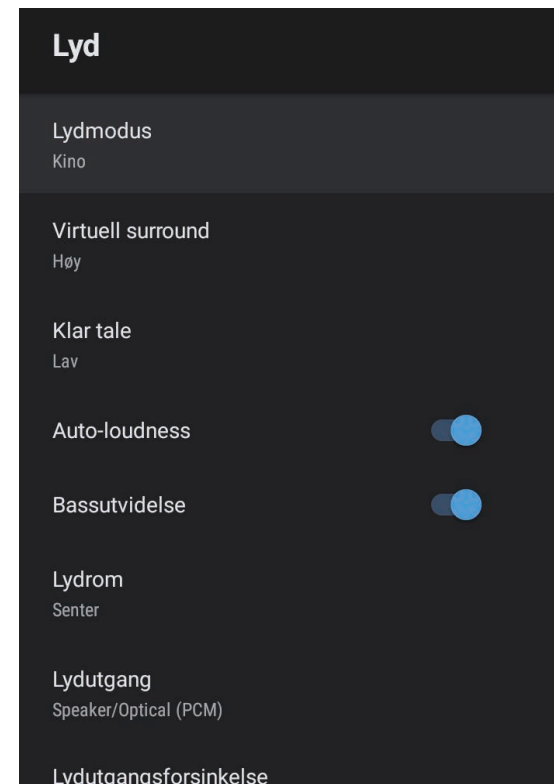 Lyd
Lydmodus
Kino
Virtuell surround
Høy
Klar tale
Lav
Auto-loudness
Bassutvidelse
Lydrom
Senter
Lydutgang
Speaker/Optical (PCM)
Lydutgangsforsinkelse